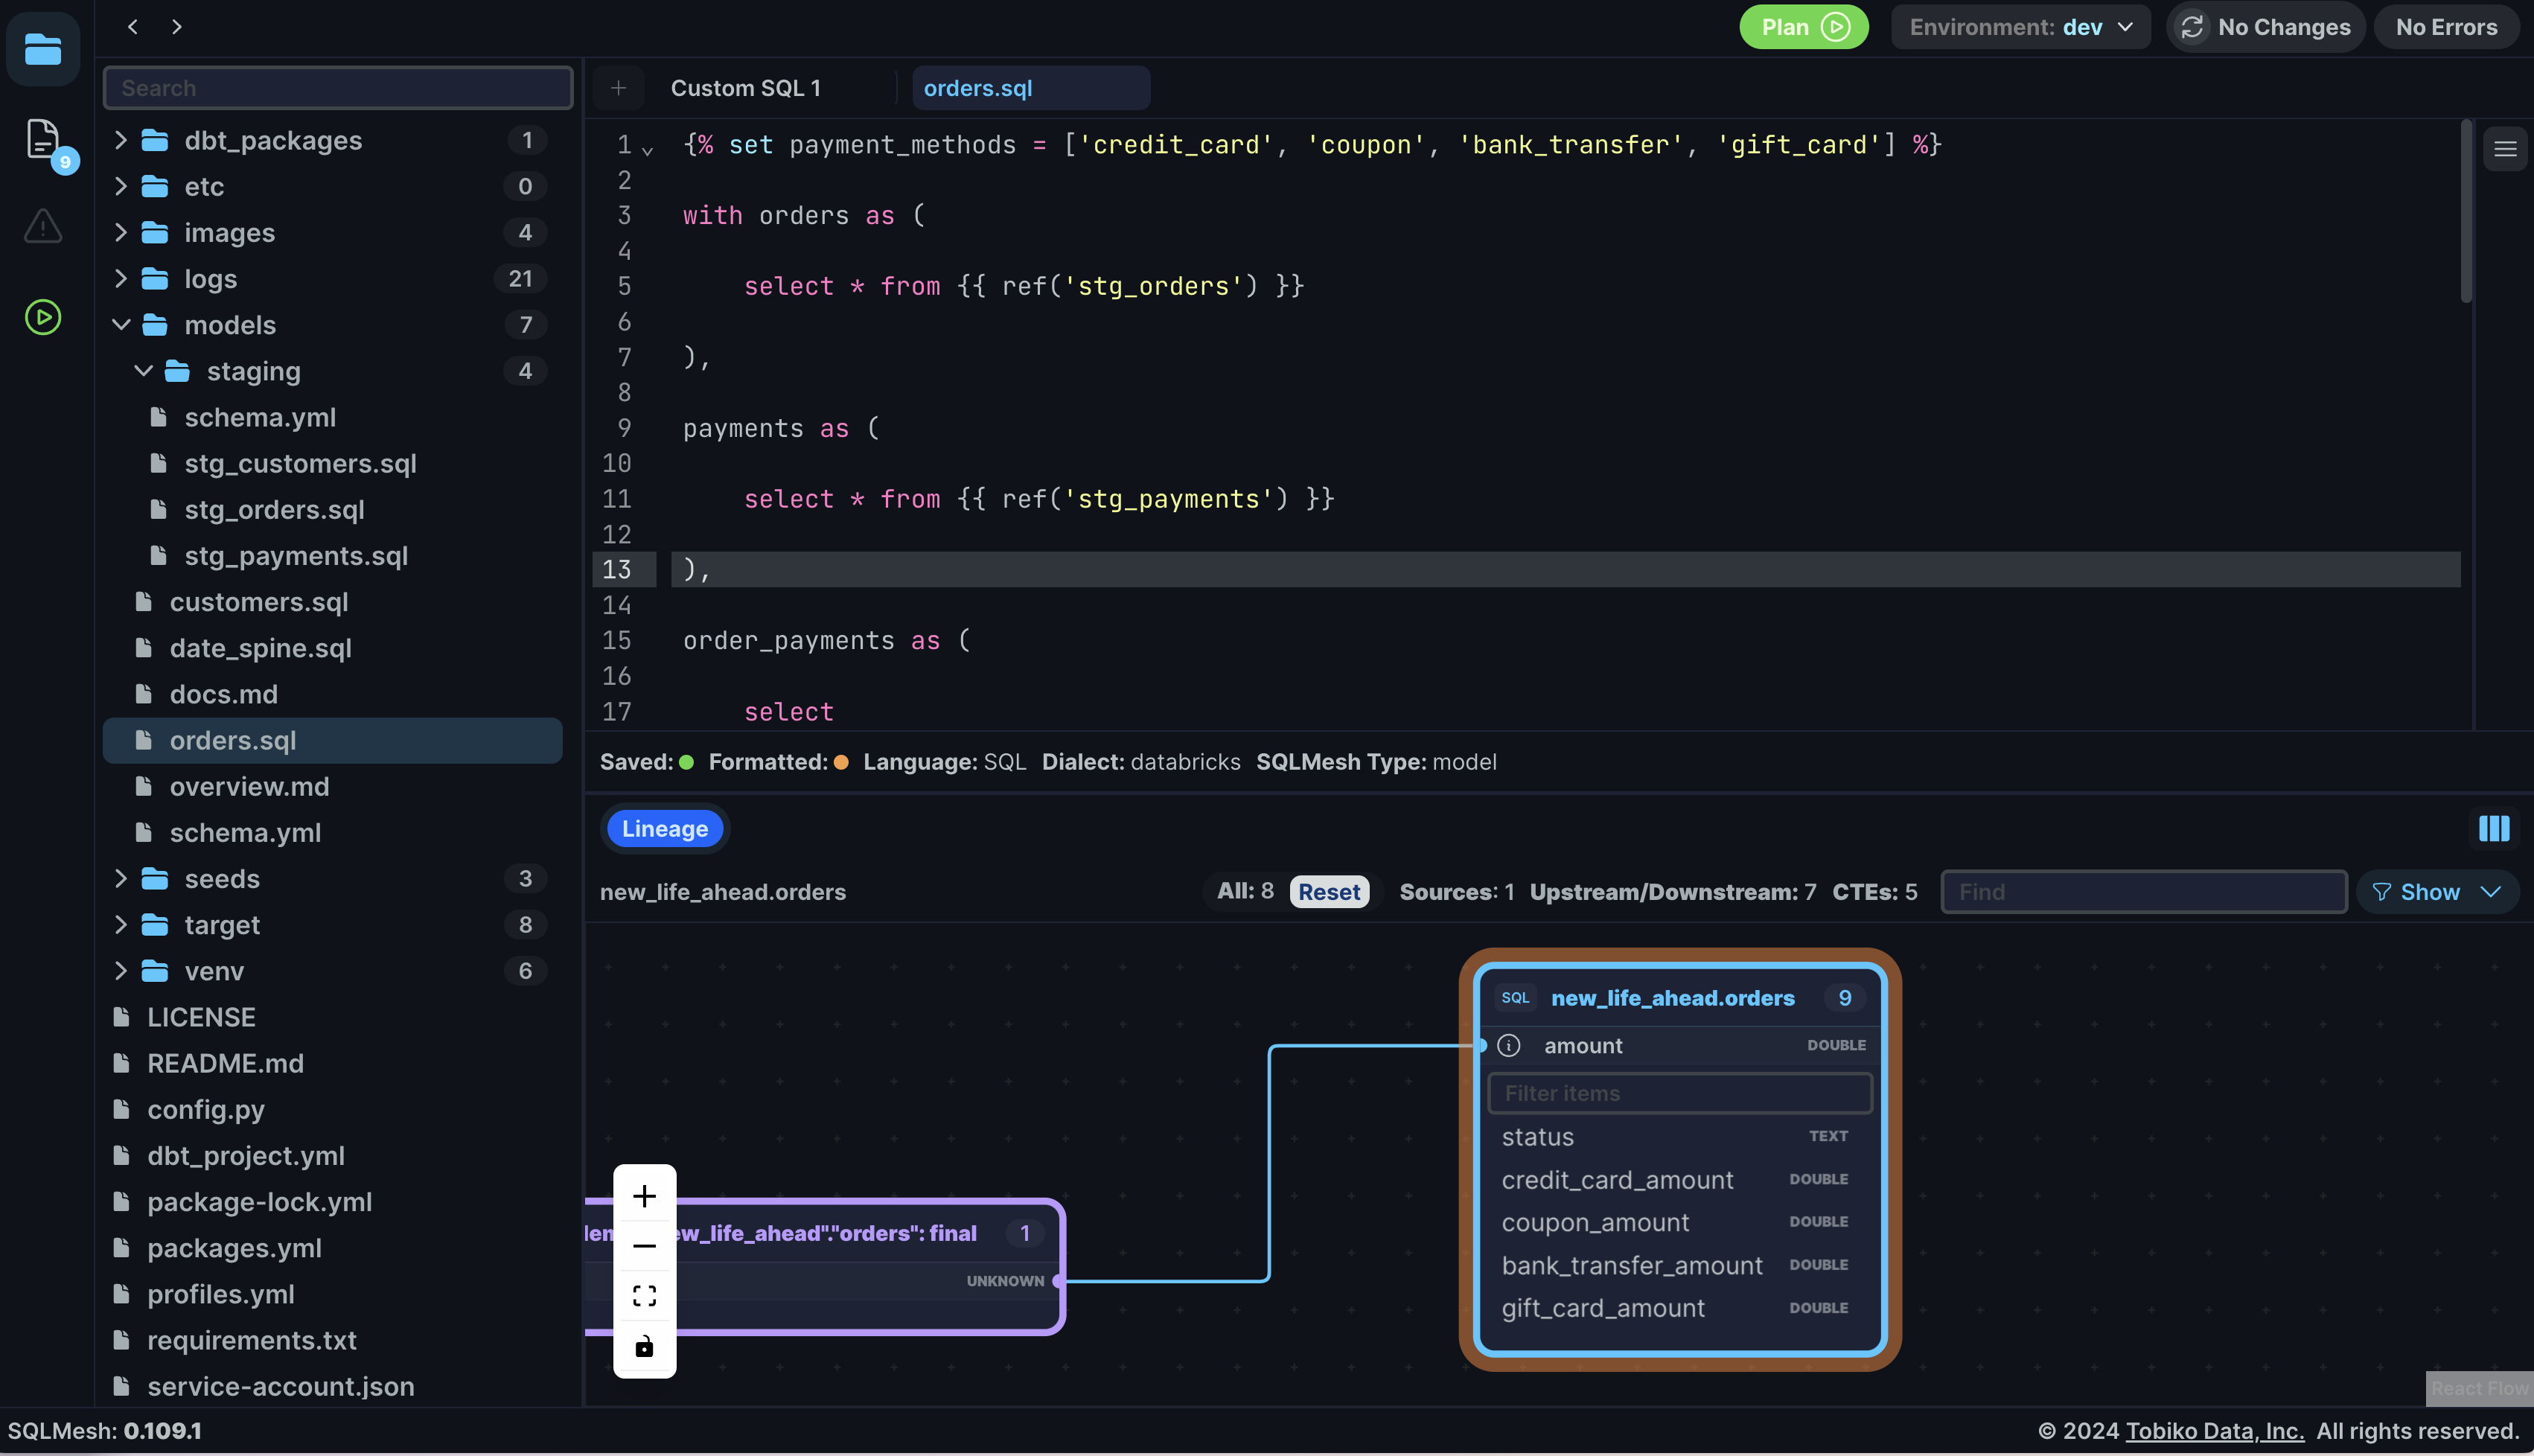 Plan
Environment: dev
No Changes
No Errors
9
Search
dbt_packages 1
etc 0
images 4
logs 21
models 7
staging 4
schema.yml
stg_customers.sql
stg_orders.sql
stg_payments.sql
customers.sql
date_spine.sql
docs.md
orders.sql
overview.md
schema.yml
seeds 3
target 8
venv 6
LICENSE
README.md
config.py
dbt_project.yml
package-lock.yml
packages.yml
profiles.yml
requirements.txt
service-account.json
+ Custom SQL 1 orders.sql
1 {% set payment_methods = ['credit_card', 'coupon', 'bank_transfer', 'gift_card'] %}
2
3 with orders as (
4
5 select * from {{ ref('stg_orders') }}
6
7 ),
8
9 payments as (
10
11 select * from {{ ref('stg_payments') }}
12
13 ),
14
15 order_payments as (
16
17 select
Saved: Formatted: Language: SQL Dialect: databricks SQLMesh Type: model
Lineage
new_life_ahead.orders
All: 8 Reset Sources: 1 Upstream/Downstream: 7 CTEs: 5 Find Show
ew_life_ahead"."orders": final 1
UNKNOWN
SQL new_life_ahead.orders 9
amount DOUBLE
Filter items
status TEXT
credit_card_amount DOUBLE
coupon_amount DOUBLE
bank_transfer_amount DOUBLE
gift_card_amount DOUBLE
React Flow
SQLMesh: 0.109.1
© 2024 Tobiko Data, Inc. All rights reserved.